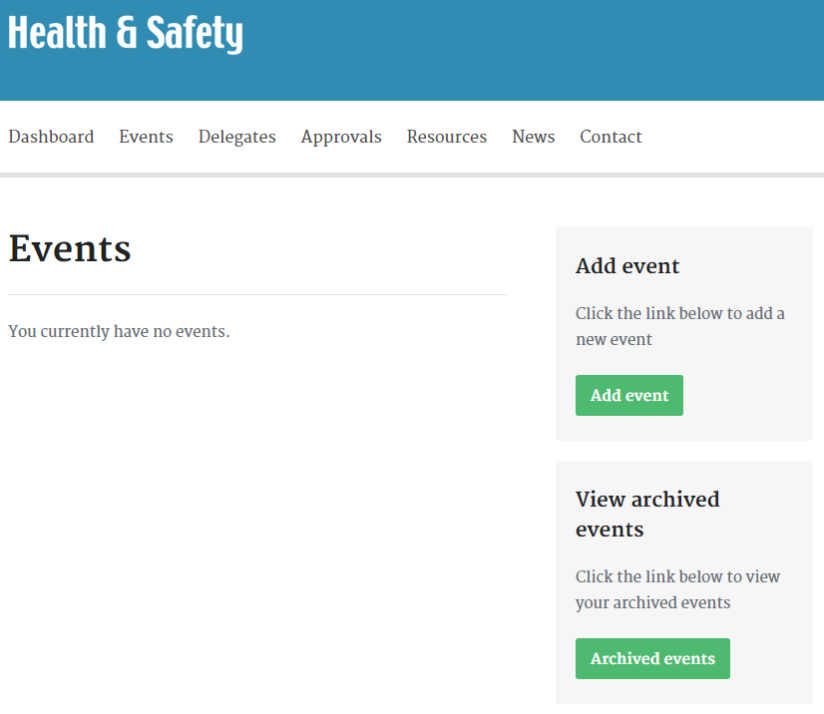 Health & Safety
Dashboard Events Delegates Approvals Resources News Contact
Events
You currently have no events.
Add event
Click the link below to add a
new event
Add event
View archived
events
Click the link below to view
your archived events
Archived events